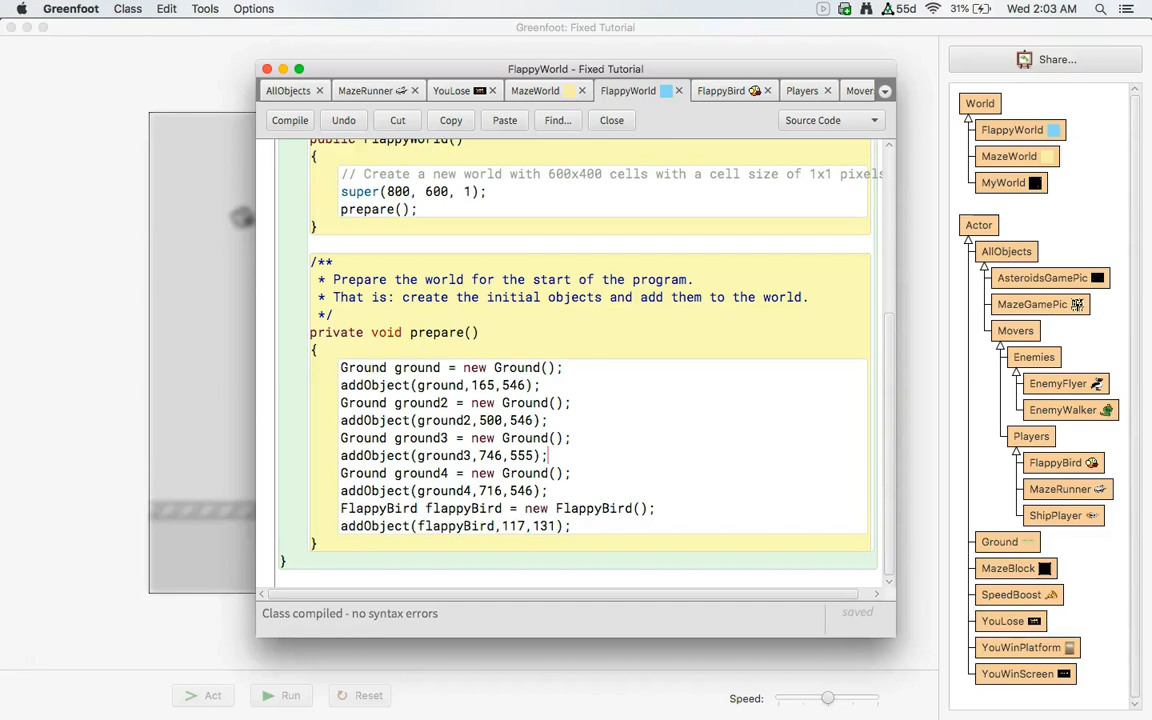 Greenfoot Class Edit Tools Options 55d 31% Wed 2:03 AM
Greenfoot: Fixed Tutorial
FlappyWorld - Fixed Tutorial
AllObjects × MazeRunner × YouLose × MazeWorld × FlappyWorld × FlappyBird × Players × Movers
Compile Undo Cut Copy Paste Find... Close Source Code
public FlappyWorld()
{
// Create a new world with 600x400 cells with a cell size of 1x1 pixels
super(800, 600, 1);
prepare();
}
/**
* Prepare the world for the start of the program.
* That is: create the initial objects and add them to the world.
*/
private void prepare()
{
Ground ground = new Ground();
addObject(ground,165,546);
Ground ground2 = new Ground();
addObject(ground2,500,546);
Ground ground3 = new Ground();
addObject(ground3,746,555);
Ground ground4 = new Ground();
addObject(ground4,716,546);
FlappyBird flappyBird = new FlappyBird();
addObject(flappyBird,117,131);
}
}
Class compiled - no syntax errors
saved
Act Run Reset Speed:
Share...
World
FlappyWorld
MazeWorld
MyWorld
Actor
AllObjects
AsteroidsGamePic
MazeGamePic
Movers
Enemies
EnemyFlyer
EnemyWalker
Players
FlappyBird
MazeRunner
ShipPlayer
Ground
MazeBlock
SpeedBoost
YouLose
YouWinPlatform
YouWinScreen